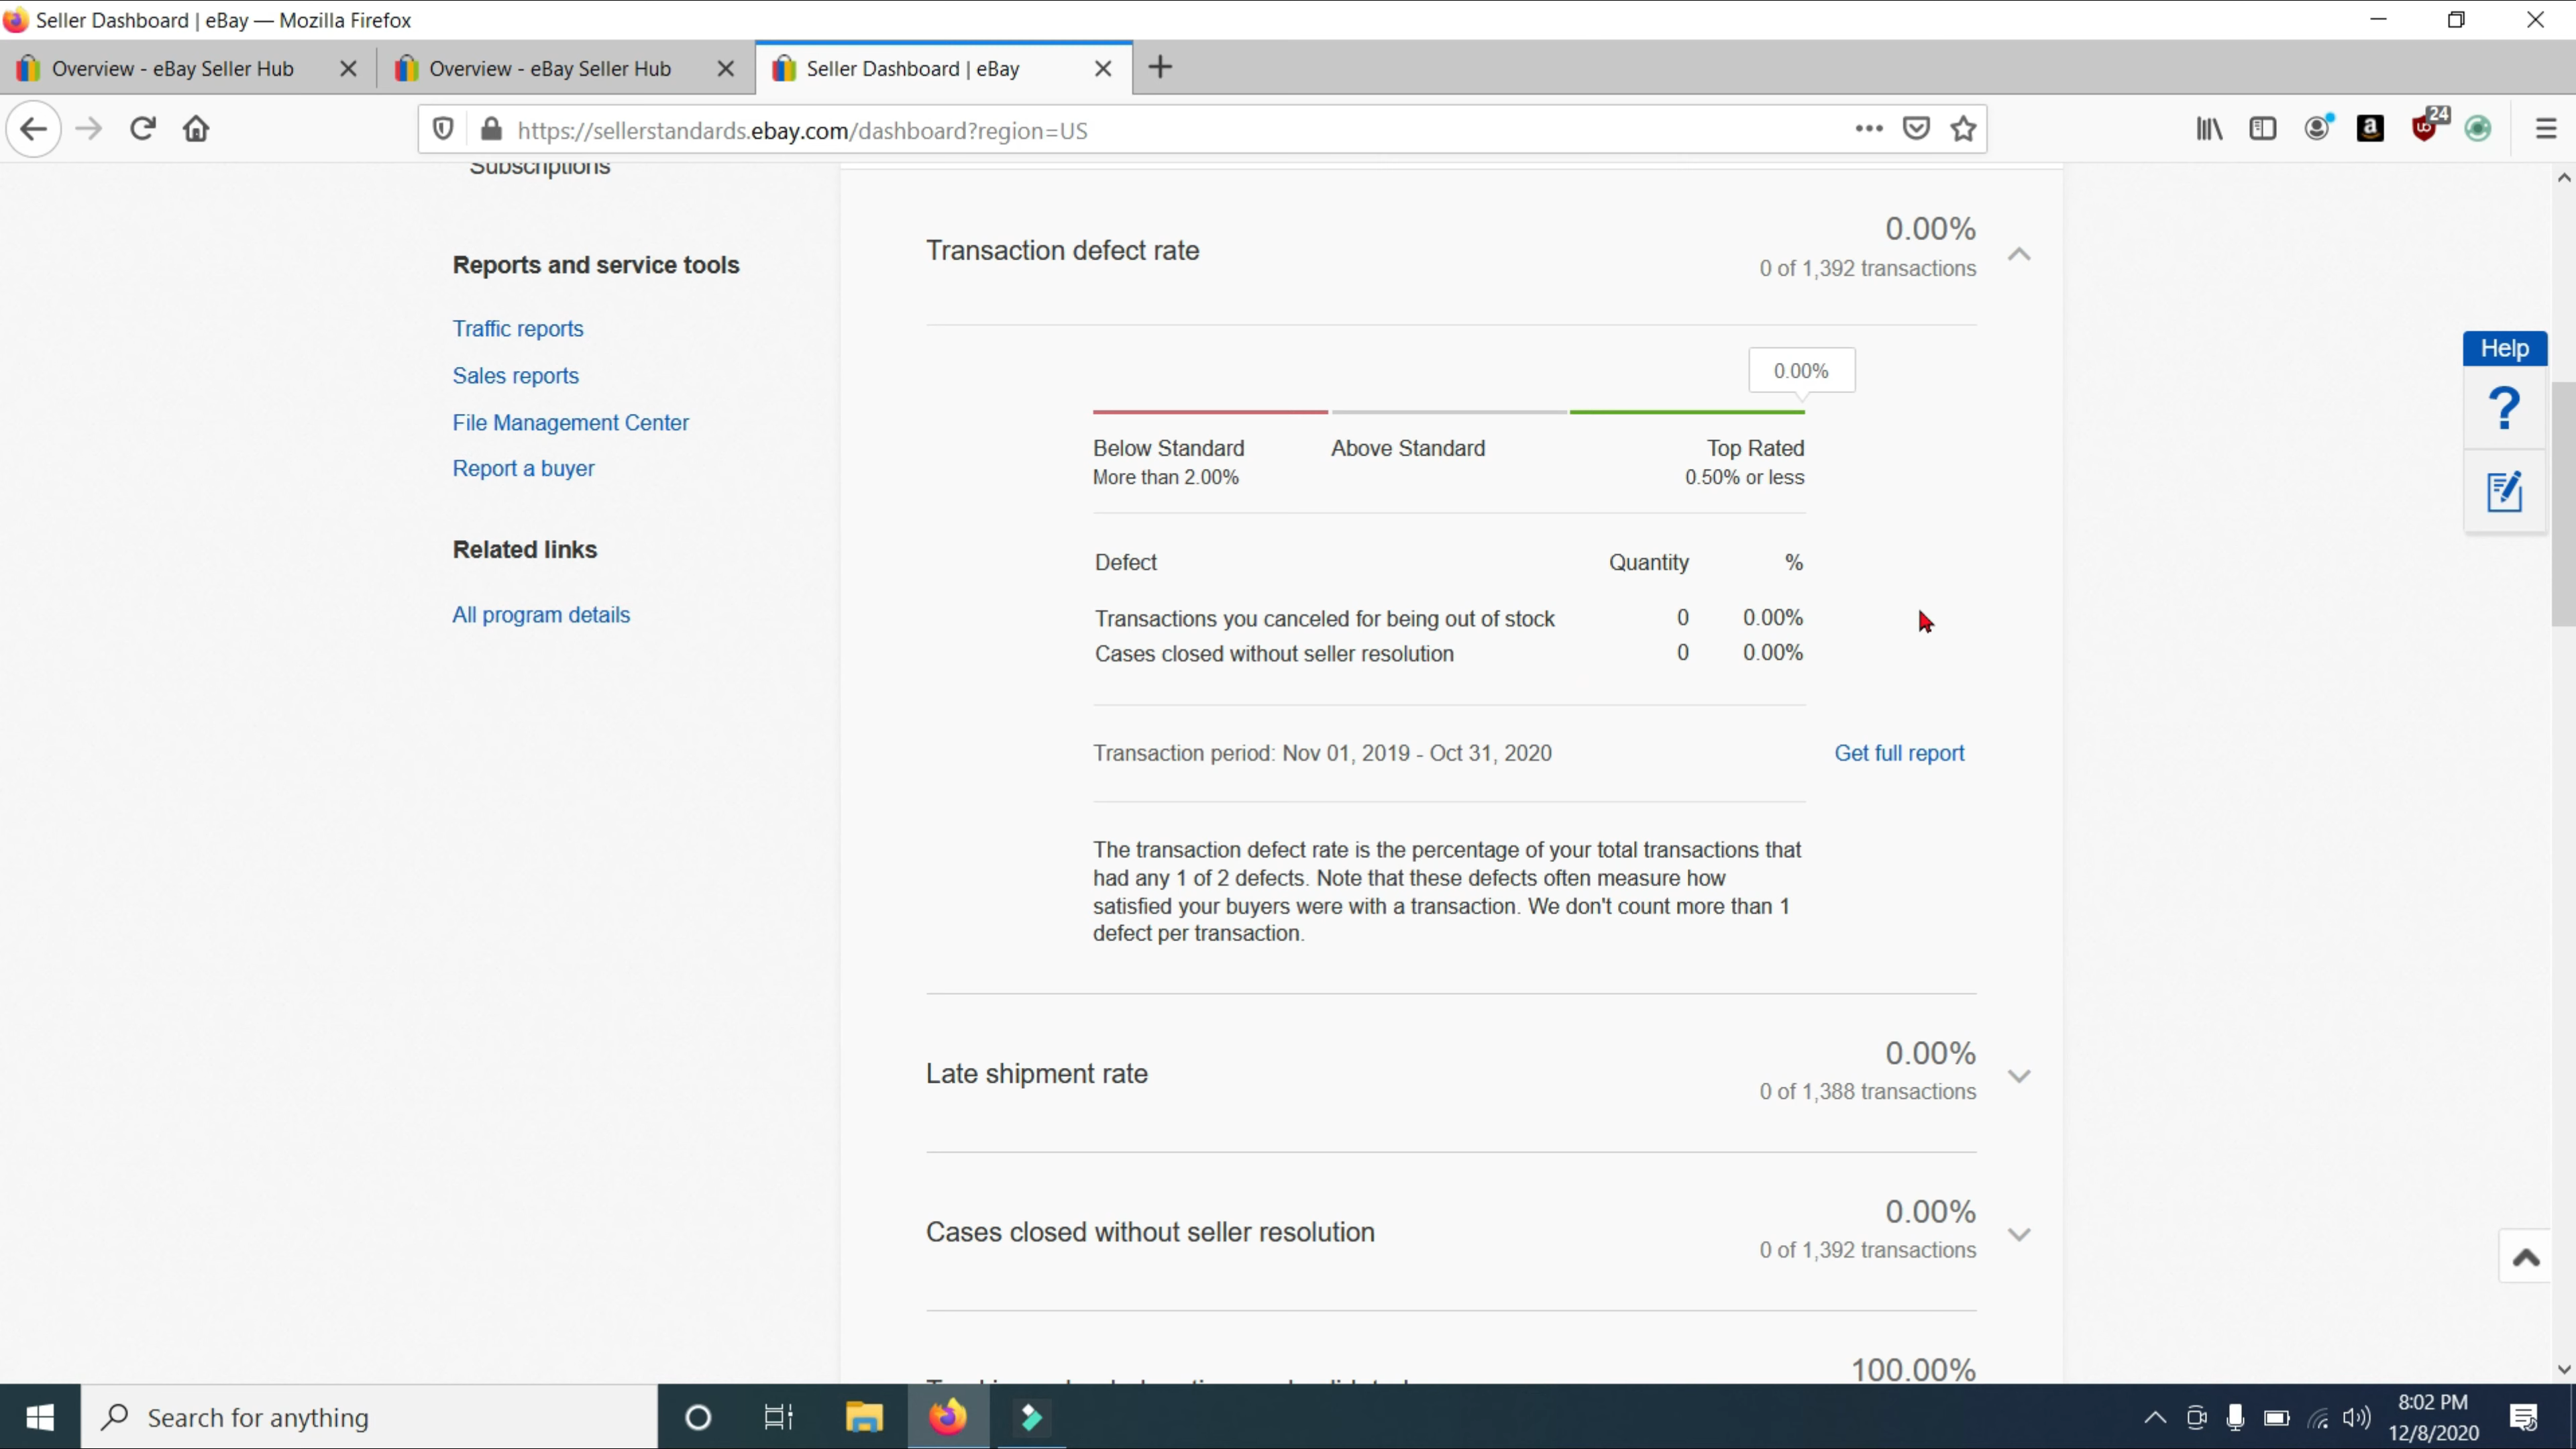 Seller Dashboard | eBay — Mozilla Firefox
Overview - eBay Seller Hub
Overview - eBay Seller Hub
Seller Dashboard | eBay
https://sellerstandards.ebay.com/dashboard?region=US
24
Subscriptions
Reports and service tools
Traffic reports
Sales reports
File Management Center
Report a buyer
Related links
All program details
Transaction defect rate
0.00%
0 of 1,392 transactions
0.00%
Below Standard
More than 2.00%
Above Standard
Top Rated
0.50% or less
Defect Quantity %
Transactions you canceled for being out of stock 0 0.00%
Cases closed without seller resolution 0 0.00%
Transaction period: Nov 01, 2019 - Oct 31, 2020
Get full report
The transaction defect rate is the percentage of your total transactions that
had any 1 of 2 defects. Note that these defects often measure how
satisfied your buyers were with a transaction. We don't count more than 1
defect per transaction.
Late shipment rate
0.00%
0 of 1,388 transactions
Cases closed without seller resolution
0.00%
0 of 1,392 transactions
100.00%
Help
?
Search for anything
8:02 PM
12/8/2020